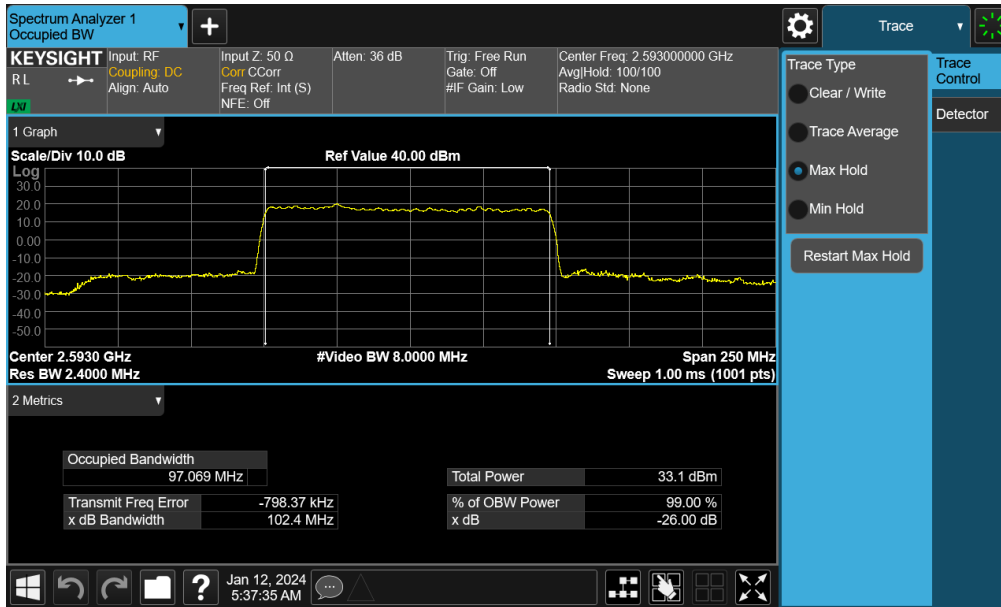 Spectrum Analyzer 1
Occupied BW
Trace
KEYSIGHT
R L
LXI
Input: RF
Coupling: DC
Align: Auto
Input Z: 50 Ω
Corr CCorr
Freq Ref: Int (S)
NFE: Off
Atten: 36 dB
Trig: Free Run
Gate: Off
#IF Gain: Low
Center Freq: 2.593000000 GHz
Avg|Hold: 100/100
Radio Std: None
1 Graph
Scale/Div 10.0 dB
Ref Value 40.00 dBm
Log
30.0
20.0
10.0
0.00
-10.0
-20.0
-30.0
-40.0
-50.0
Center 2.5930 GHz
#Video BW 8.0000 MHz
Span 250 MHz
Res BW 2.4000 MHz
Sweep 1.00 ms (1001 pts)
2 Metrics
Occupied Bandwidth
97.069 MHz
Total Power 33.1 dBm
Transmit Freq Error -798.37 kHz
% of OBW Power 99.00 %
x dB Bandwidth 102.4 MHz
x dB -26.00 dB
Trace Type
Clear / Write
Trace Average
Max Hold
Min Hold
Restart Max Hold
Trace
Control
Detector
?
Jan 12, 2024
5:37:35 AM